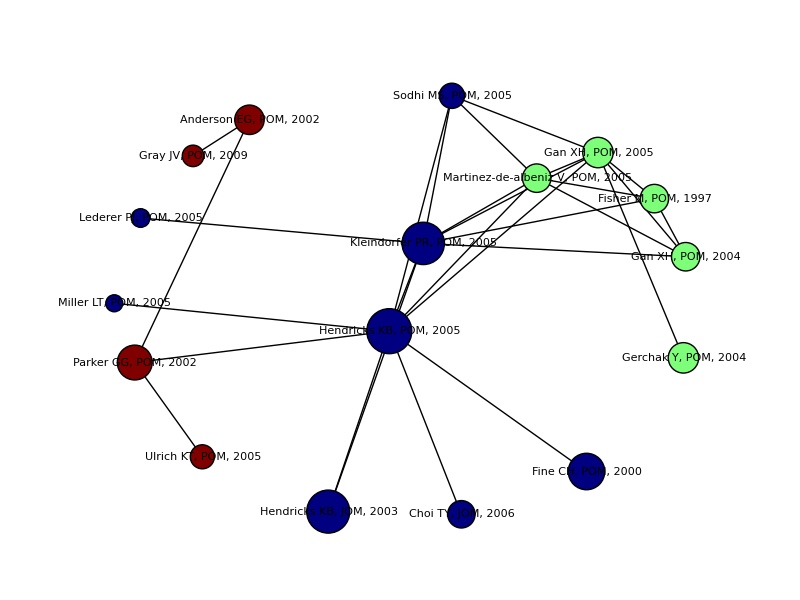 Sodhi MS, POM, 2005
Anderson EG, POM, 2002
Gan XH, POM, 2005
Gray JV, POM, 2009
Martinez-de-albeniz V, POM, 2005
Fisher M, POM, 1997
Lederer PJ, POM, 2005
Kleindorfer PR, POM, 2005
Gan XH, POM, 2004
Miller LT, POM, 2005
Hendricks KB, POM, 2005
Gerchak Y, POM, 2004
Parker GG, POM, 2002
Ulrich KT, POM, 2005
Fine CH, POM, 2000
Hendricks KB, JOM, 2003
Choi TY, JOM, 2006